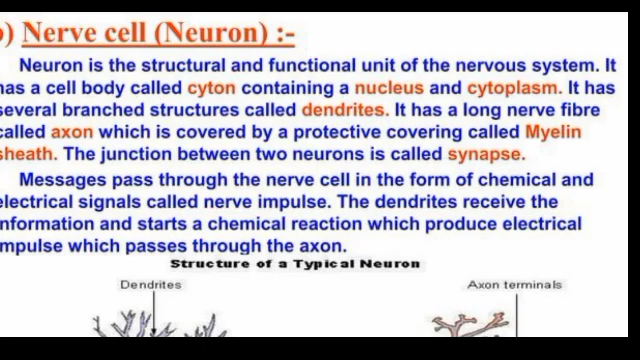 ) Nerve cell (Neuron) :-
Neuron is the structural and functional unit of the nervous system. It
has a cell body called cyton containing a nucleus and cytoplasm. It has
several branched structures called dendrites. It has a long nerve fibre
called axon which is covered by a protective covering called Myelin
sheath. The junction between two neurons is called synapse.
Messages pass through the nerve cell in the form of chemical and
electrical signals called nerve impulse. The dendrites receive the
information and starts a chemical reaction which produce electrical
impulse which passes through the axon.
Structure of a Typical Neuron
Dendrites
Axon terminals